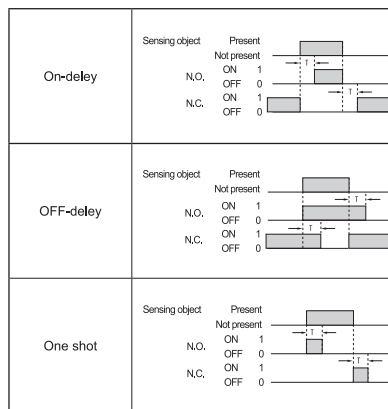 On-deley
Sensing object Present
Not present
T
N.O. ON 1
OFF 0
T
N.C. ON 1
OFF 0
OFF-deley
Sensing object Present
Not present
T
N.O. ON 1
OFF 0
T
N.C. ON 1
OFF 0
One shot
Sensing object Present
Not present
T
N.O. ON 1
OFF 0
T
N.C. ON 1
OFF 0